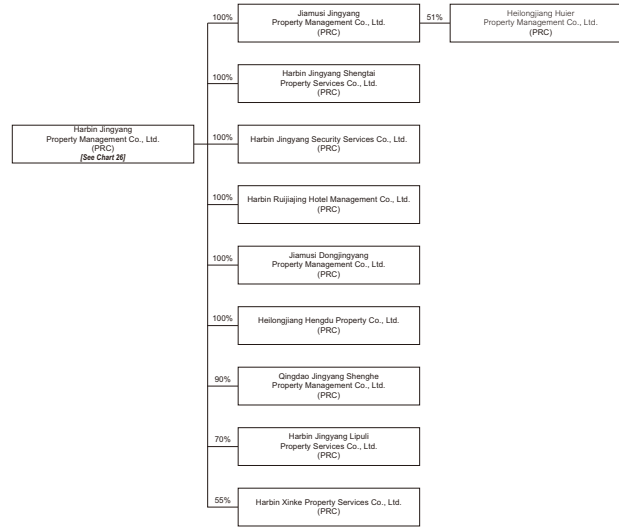 100%
Jiamusi Jingyang
Property Management Co., Ltd.
(PRC)
51%
Heilongjiang Huier
Property Management Co., Ltd.
(PRC)
100%
Harbin Jingyang Shengtai
Property Services Co., Ltd.
(PRC)
Harbin Jingyang
Property Management Co., Ltd.
(PRC)
[See Chart 26]
100%
Harbin Jingyang Security Services Co., Ltd.
(PRC)
100%
Harbin Ruijiajing Hotel Management Co., Ltd.
(PRC)
100%
Jiamusi Dongjingyang
Property Management Co., Ltd.
(PRC)
100%
Heilongjiang Hengdu Property Co., Ltd.
(PRC)
90%
Qingdao Jingyang Shenghe
Property Management Co., Ltd.
(PRC)
70%
Harbin Jingyang Lipuli
Property Services Co., Ltd.
(PRC)
55%
Harbin Xinke Property Services Co., Ltd.
(PRC)